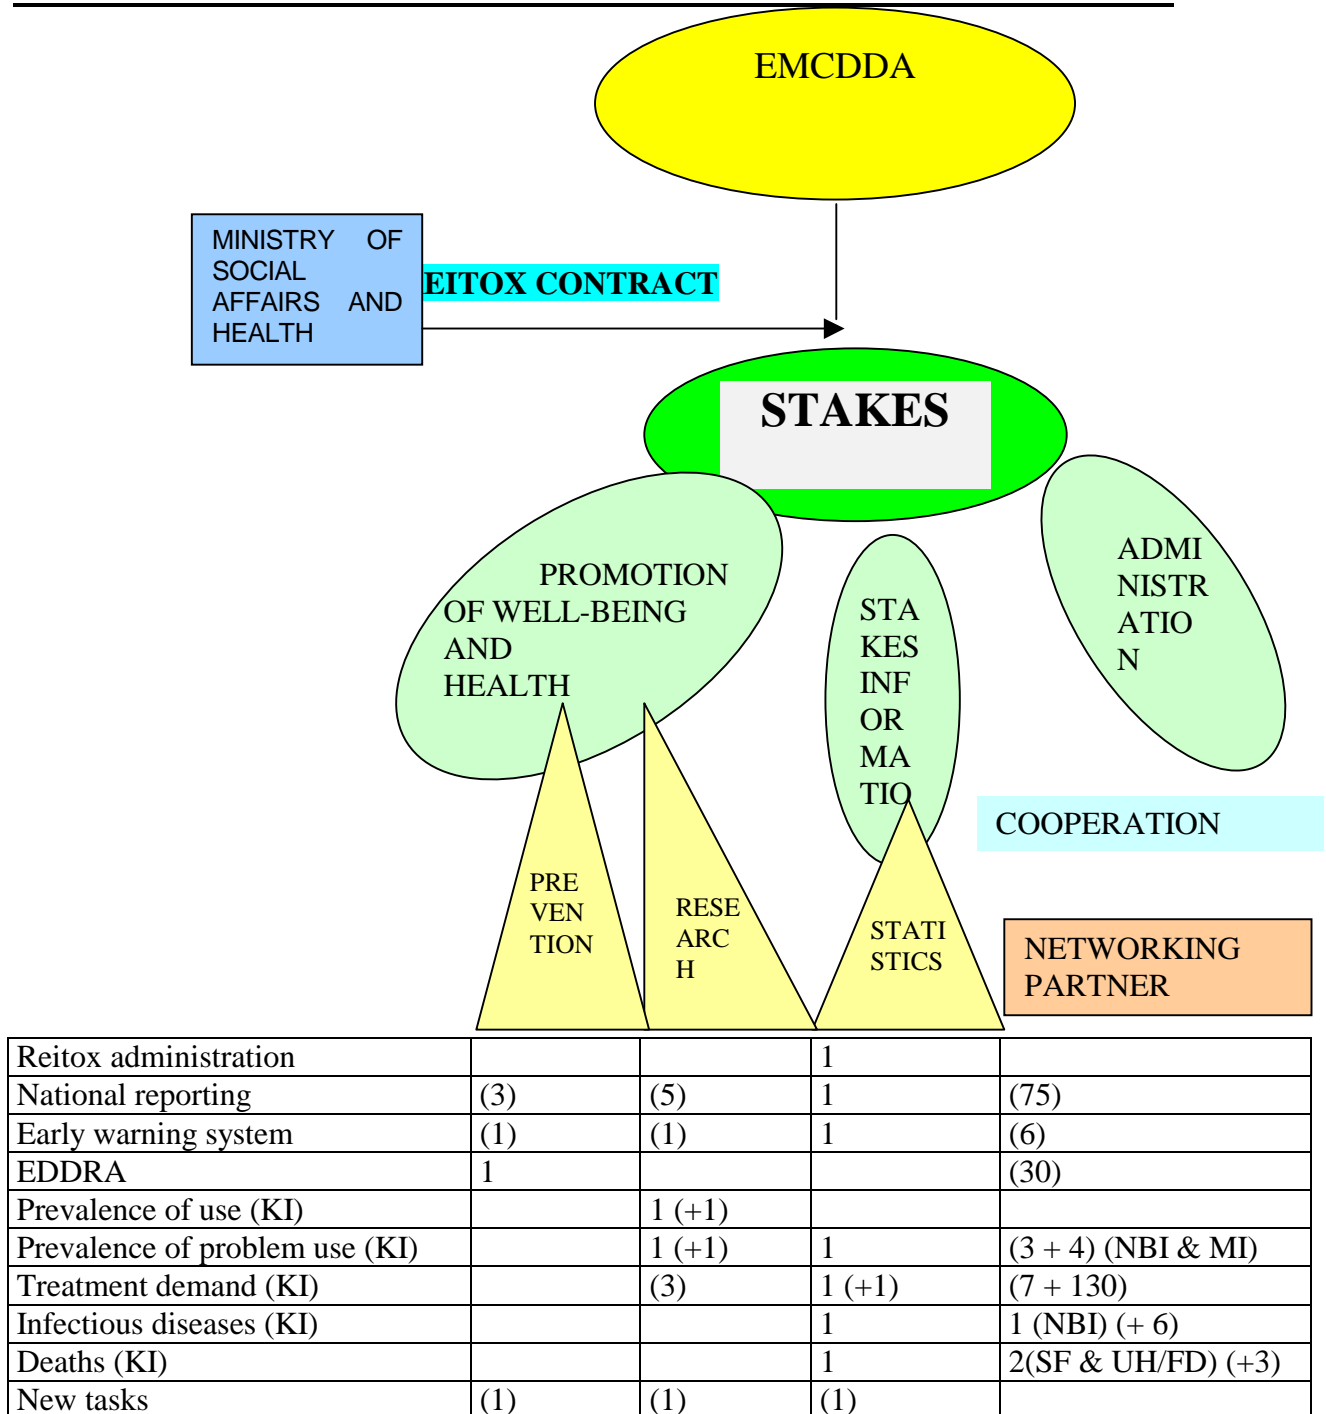 EMCDDA
MINISTRY OF
SOCIAL
AFFAIRS AND
HEALTH
EITOX CONTRACT
STAKES
PROMOTION
OF WELL-BEING
AND
HEALTH
STA
KES
INF
OR
MA
TIO
ADMI
NISTR
ATIO
N
COOPERATION
PRE
VEN
TION
RESE
ARC
H
STATI
STICS
NETWORKING
PARTNER
Reitox administration 1
National reporting (3) (5) 1 (75)
Early warning system (1) (1) 1 (6)
EDDRA 1 (30)
Prevalence of use (KI) 1 (+1)
Prevalence of problem use (KI) 1 (+1) 1 (3 + 4) (NBI & MI)
Treatment demand (KI) (3) 1 (+1) (7 + 130)
Infectious diseases (KI) 1 1 (NBI) (+ 6)
Deaths (KI) 1 2(SF & UH/FD) (+3)
New tasks (1) (1) (1)